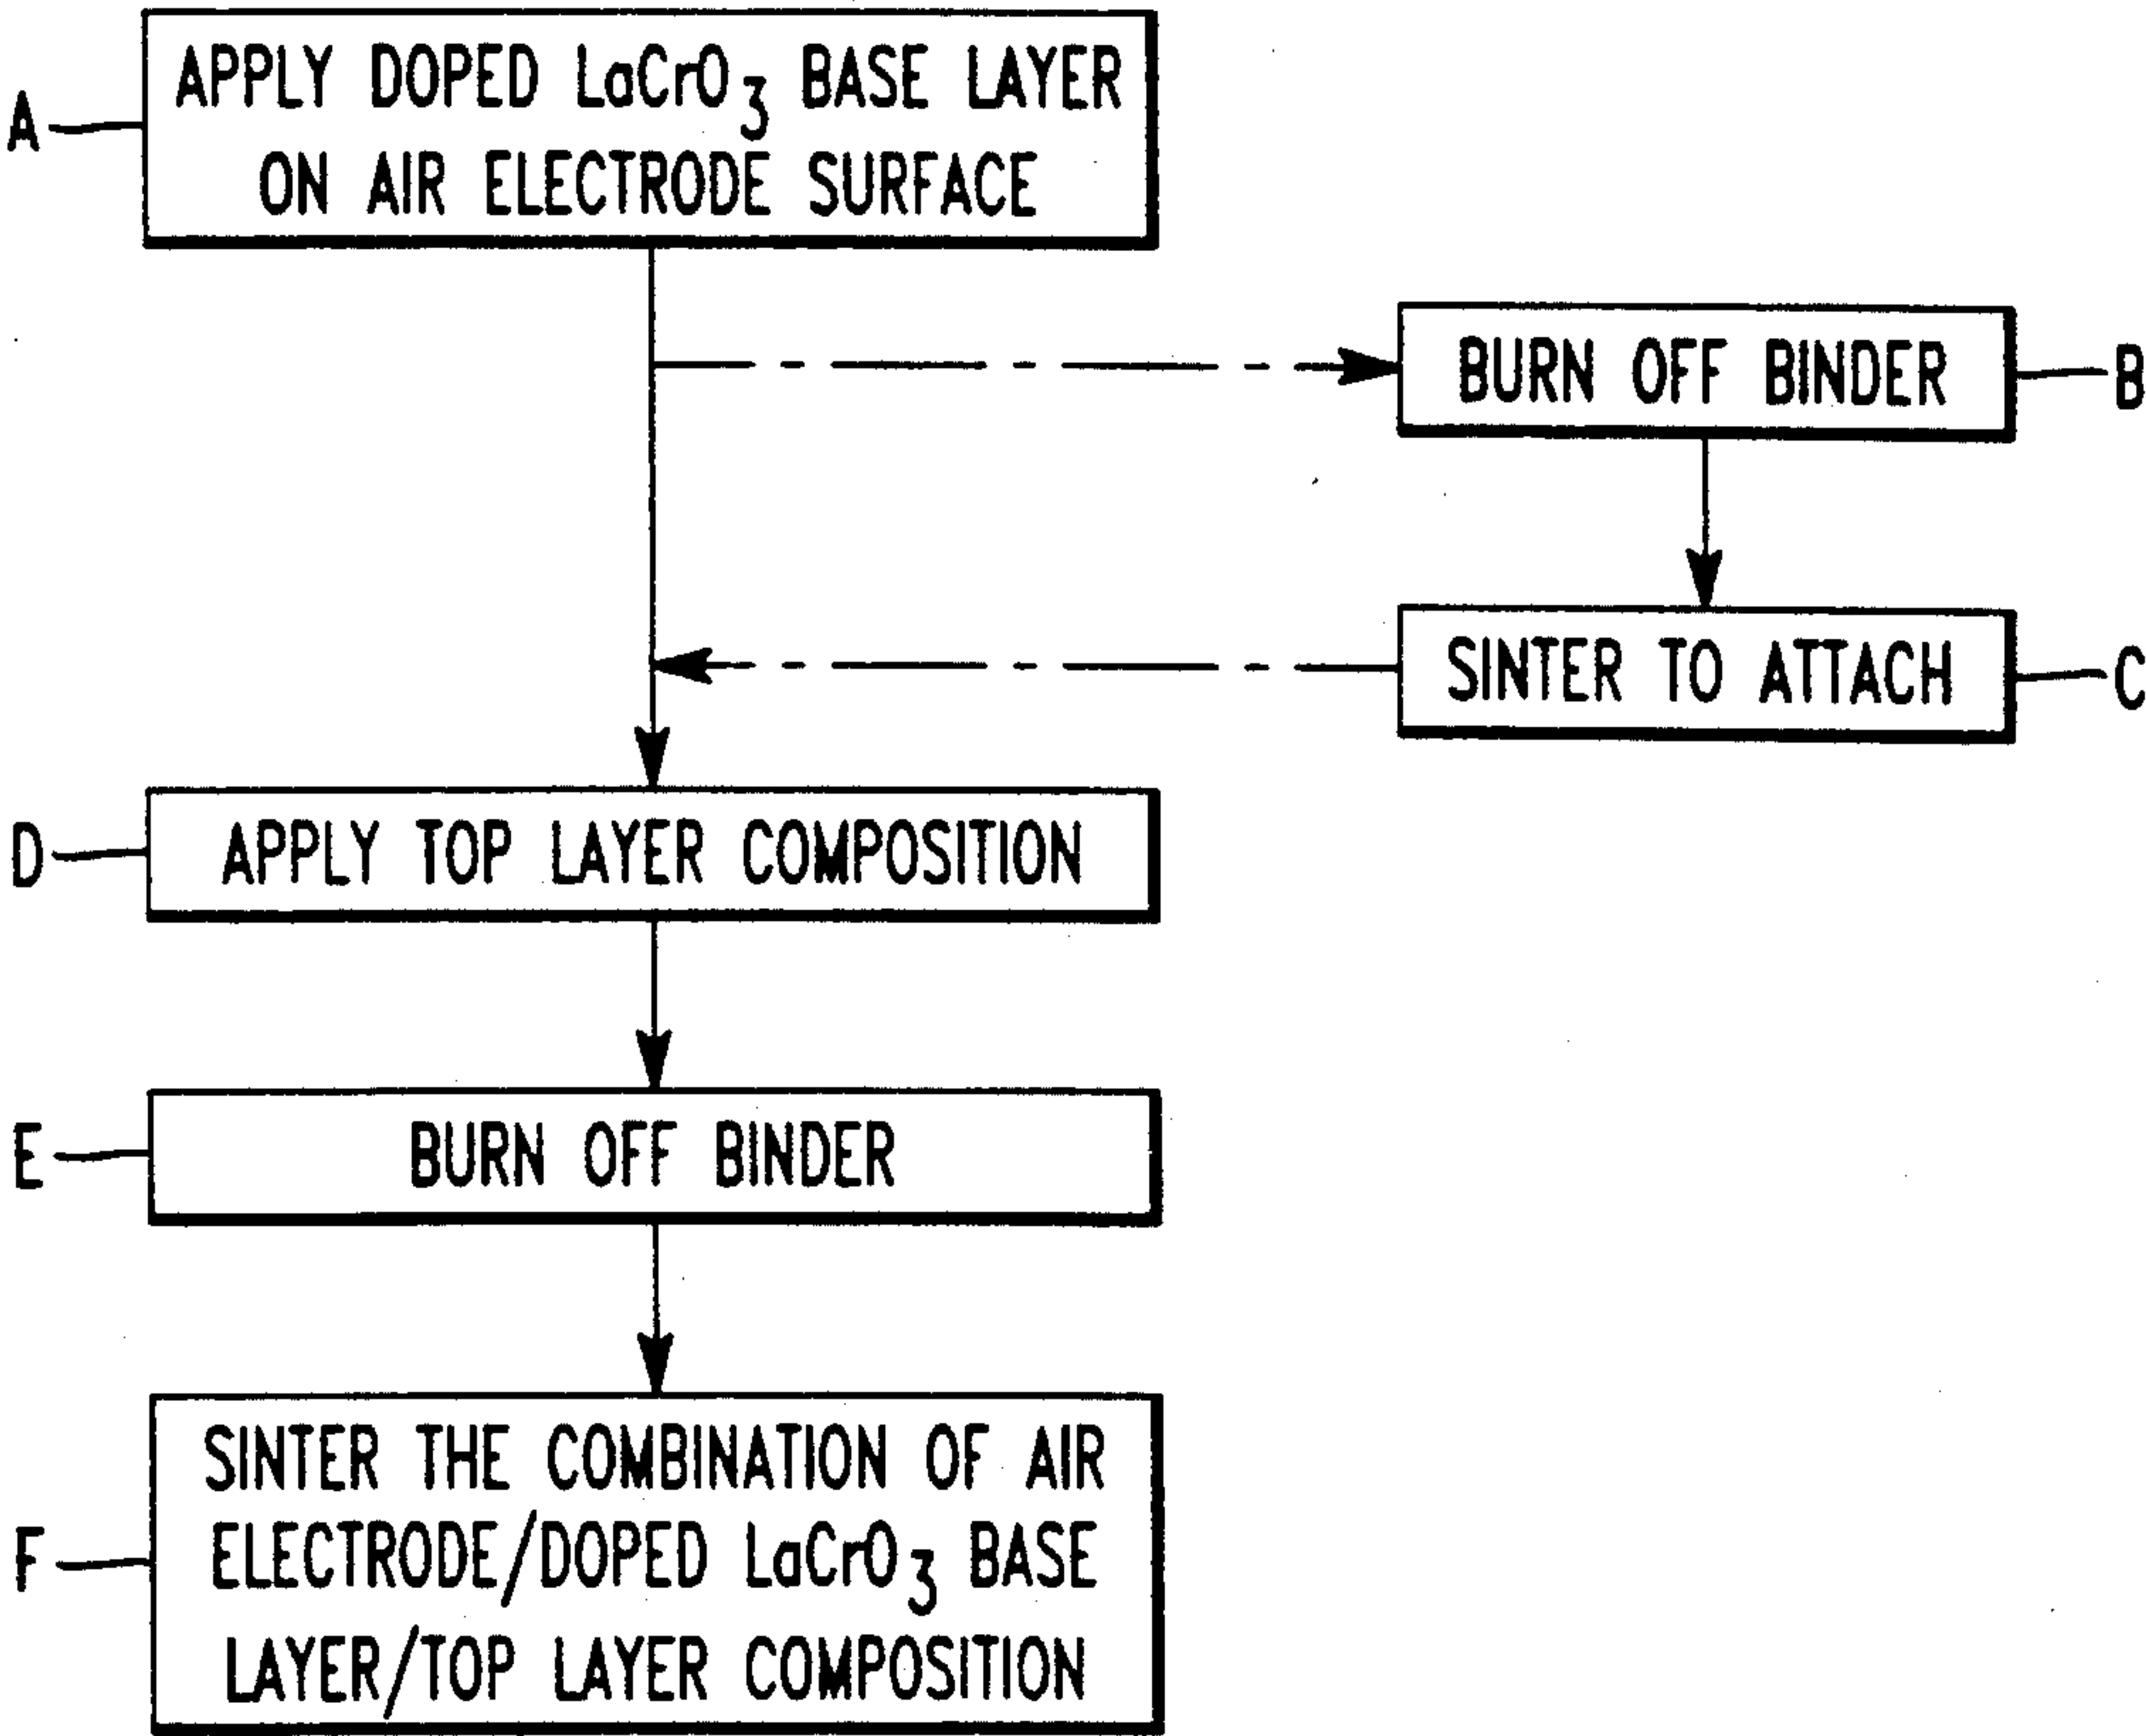 A
APPLY DOPED LaCrO3 BASE LAYER
ON AIR ELECTRODE SURFACE
BURN OFF BINDER
B
SINTER TO ATTACH
C
D
APPLY TOP LAYER COMPOSITION
E
BURN OFF BINDER
F
SINTER THE COMBINATION OF AIR
ELECTRODE/DOPED LaCrO3 BASE
LAYER/TOP LAYER COMPOSITION